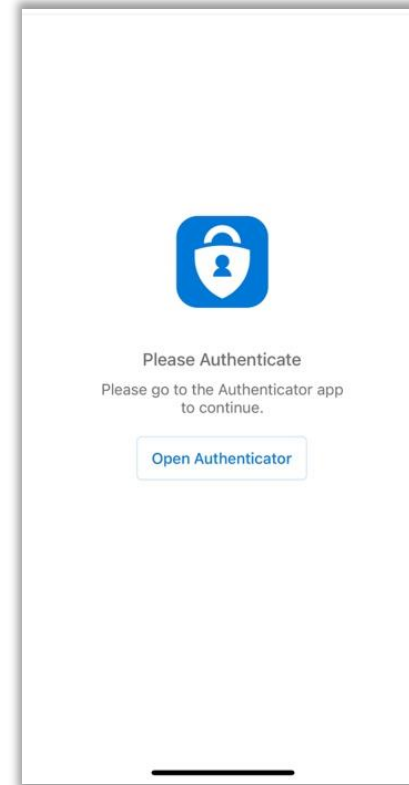 Please Authenticate
Please go to the Authenticator app
to continue.
Open Authenticator